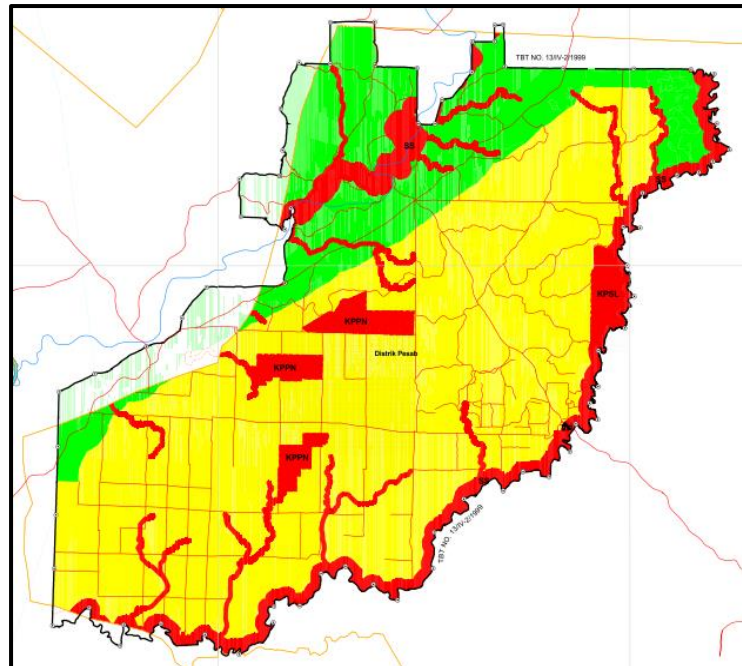 TBT NO. 13/IV-2/1999
SS
SS
KPSL
KPPN
Distrik Pesab
KPPN
KPPN
SS
TBT NO. 13/IV-2/1999